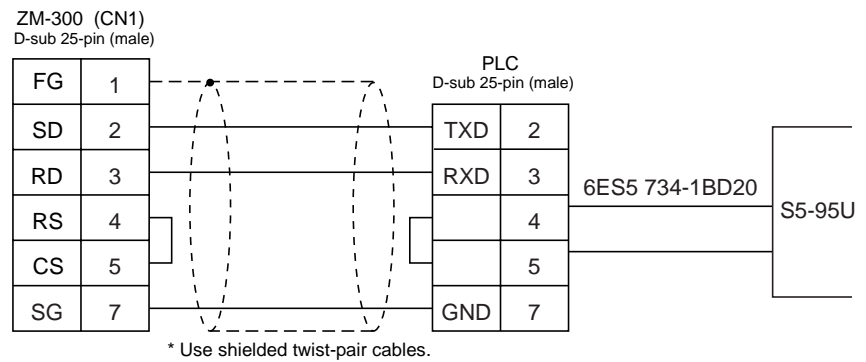 ZM-300 (CN1)
D-sub 25-pin (male)
FG 1
SD 2
RD 3
RS 4
CS 5
SG 7
PLC
D-sub 25-pin (male)
TXD 2
RXD 3
4
5
GND 7
6ES5 734-1BD20
S5-95U
* Use shielded twist-pair cables.